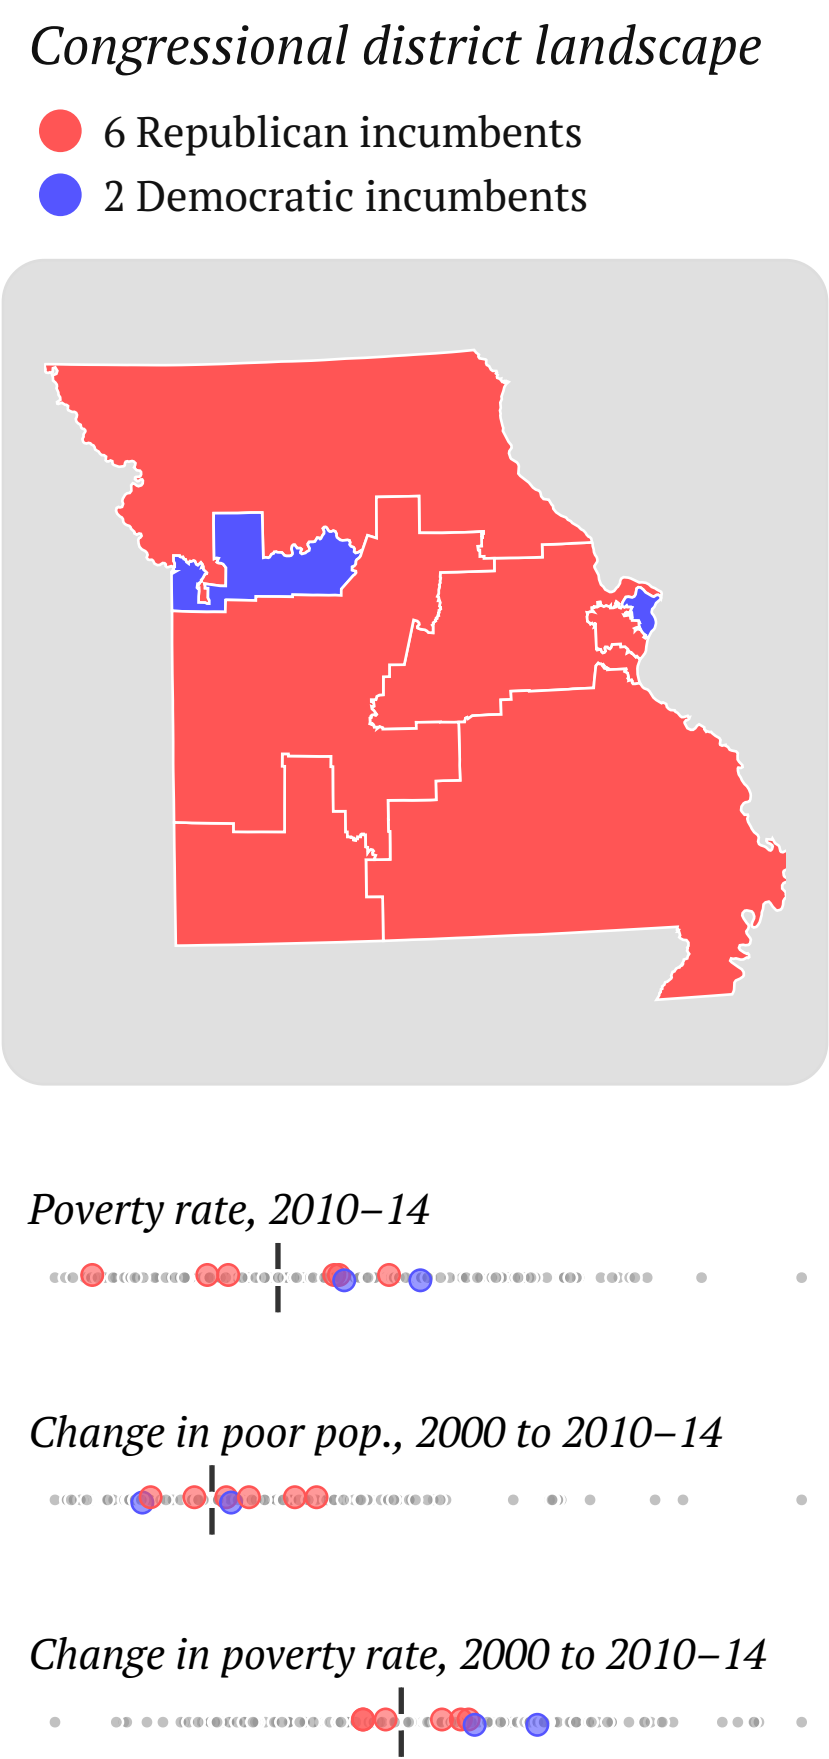 Congressional district landscape
6 Republican incumbents
2 Democratic incumbents
Poverty rate, 2010–14
Change in poor pop., 2000 to 2010–14
Change in poverty rate, 2000 to 2010–14